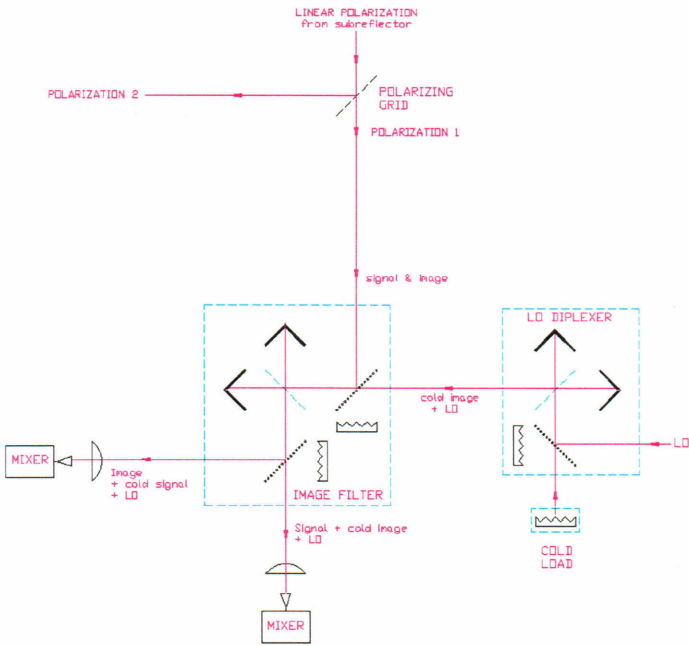 LINEAR POLARIZATION
from subreflector
POLARIZATION 2
POLARIZING
GRID
POLARIZATION 1
signal & image
LO DIPLEXER
cold image
+ LO
LO
MIXER
Image
+ cold signal
+ LO
IMAGE FILTER
Signal + cold image
+ LO
COLD
LOAD
MIXER